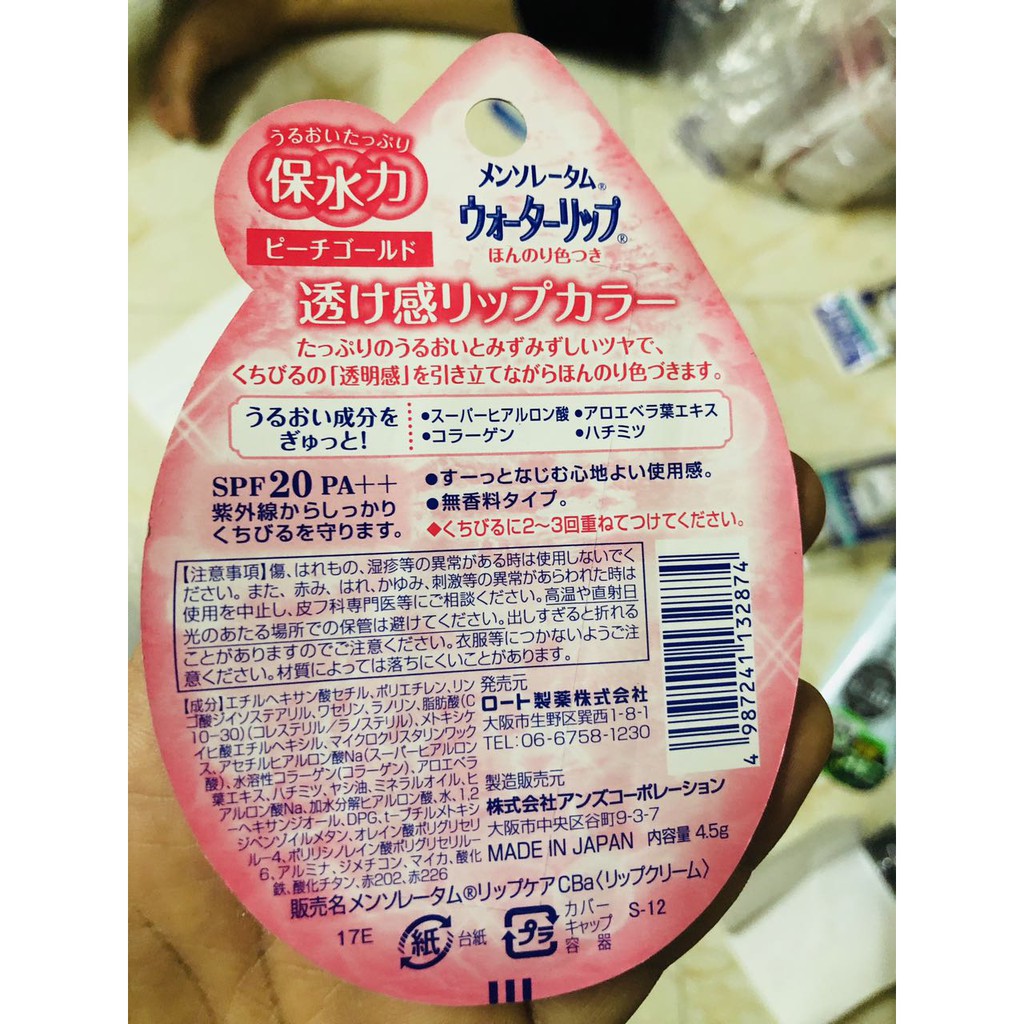 うるおいたっぷり
保水力
ピーチゴールド
メンソレータム®
ウォーターリップ®
ほんのり色つき
透け感リップカラー
たっぷりのうるおいとみずみずしいツヤで、
くちびるの「透明感」を引き立てながらほんのり色づきます。
うるおい成分を
ぎゅっと!
•スーパーヒアルロン酸 •アロエベラ葉エキス
•コラーゲン •ハチミツ
SPF20 PA++
紫外線からしっかり
くちびるを守ります。
•すーっとなじむ心地よい使用感。
•無香料タイプ。
◆くちびるに2〜3回重ねてつけてください。
【注意事項】傷、はれもの、湿疹等の異常がある時は使用しないでく
ださい。また、赤み、はれ、かゆみ、刺激等の異常があらわれた時は
使用を中止し、皮フ科専門医等にご相談ください。高温や直射日
光のあたる場所での保管は避けてください。出しすぎると折れる
ことがありますのでご注意ください。衣服等につかないようご注
意ください。材質によっては落ちにくいことがあります。
【成分】エチルヘキサン酸セチル、ポリエチレン、リン
ゴ酸ジイソステアリル、ワセリン、ラノリン、脂肪酸(C
10-30)(コレステリル/ラノステリル)、メトキシケ
イヒ酸エチルヘキシル、マイクロクリスタリンワック
ス、アセチルヒアルロン酸Na(スーパーヒアルロン
酸)、水溶性コラーゲン(コラーゲン)、アロエベラ
葉エキス、ハチミツ、ヤシ油、ミネラルオイル、ヒ
アルロン酸Na、加水分解ヒアルロン酸、水、1,2
ーヘキサンジオール、DPG、t-ブチルメトキシ
ジベンゾイルメタン、オレイン酸ポリグリセリ
ル-4、ポリリシノレイン酸ポリグリセリル-
6、アルミナ、ジメチコン、マイカ、酸化
鉄、酸化チタン、赤202、赤226
発売元
ロート製薬株式会社
大阪市生野区巽西1-8-1
TEL:06-6758-1230
製造販売元
株式会社アンズコーポレーション
大阪市中央区谷町9-3-7
MADE IN JAPAN 内容量 4.5g
4 987241 132874
販売名メンソレータム®リップケアCBa〈リップクリーム〉
17E
紙
台紙
プラ
カバー
キャップ
容器
S-12